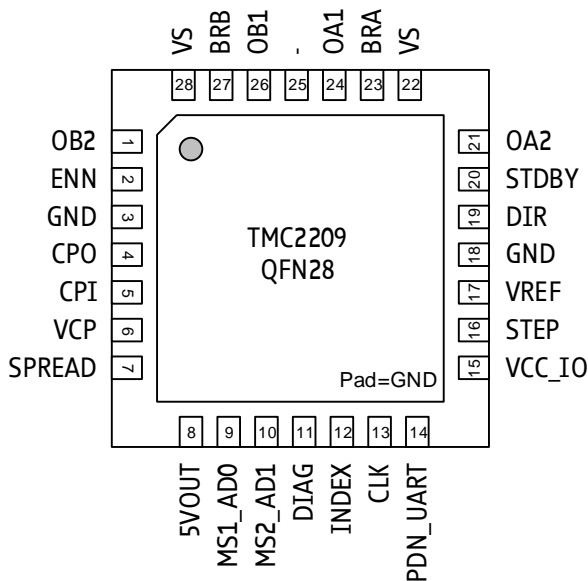 VS BRB OB1 - OA1 BRA VS
28 27 26 25 24 23 22
OB2 1
ENN 2
GND 3
CPO 4
CPI 5
VCP 6
SPREAD 7
TMC2209
QFN28
Pad=GND
21 OA2
20 STDBY
19 DIR
18 GND
17 VREF
16 STEP
15 VCC_IO
8 9 10 11 12 13 14
5VOUT MS1_AD0 MS2_AD1 DIAG INDEX CLK PDN_UART